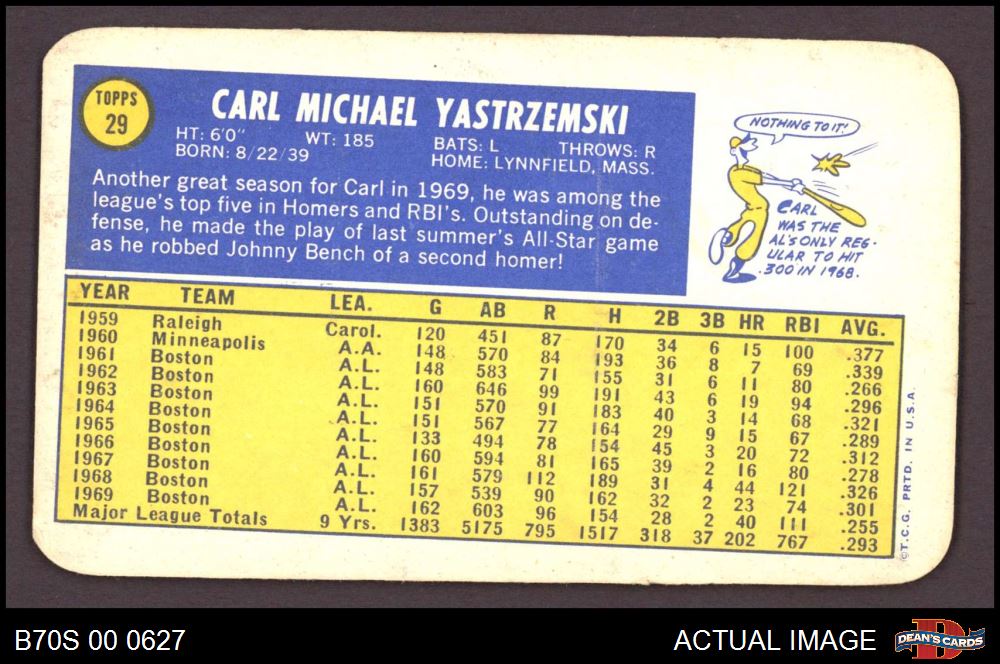 TOPPS
29
CARL MICHAEL YASTRZEMSKI
HT: 6'0" WT: 185 BATS: L THROWS: R
BORN: 8/22/39 HOME: LYNNFIELD, MASS.
Another great season for Carl in 1969, he was among the
league's top five in Homers and RBI's. Outstanding on de-
fense, he made the play of last summer's All-Star game
as he robbed Johnny Bench of a second homer!
NOTHING TO IT!
CARL
WAS THE
AL'S ONLY REG-
ULAR TO HIT
.300 IN 1968.
YEAR TEAM LEA. G AB R H 2B 3B HR RBI AVG.
1959 Raleigh Carol. 120 451 87 170 34 6 15 100 .377
1960 Minneapolis A.A. 148 570 84 193 36 8 7 69 .339
1961 Boston A.L. 148 583 71 155 31 6 11 80 .266
1962 Boston A.L. 160 646 99 191 43 6 19 94 .296
1963 Boston A.L. 151 570 91 183 40 3 14 68 .321
1964 Boston A.L. 151 567 77 164 29 9 15 67 .289
1965 Boston A.L. 133 494 78 154 45 3 20 72 .312
1966 Boston A.L. 160 594 81 165 39 2 16 80 .278
1967 Boston A.L. 161 579 112 189 31 4 44 121 .326
1968 Boston A.L. 157 539 90 162 32 2 23 74 .301
1969 Boston A.L. 162 603 96 154 28 2 40 111 .255
Major League Totals 9 Yrs. 1383 5175 795 1517 318 37 202 767 .293
©T.C.G. PRTD. IN U.S.A.
B70S 00 0627
ACTUAL IMAGE
D
DEAN'S CARDS